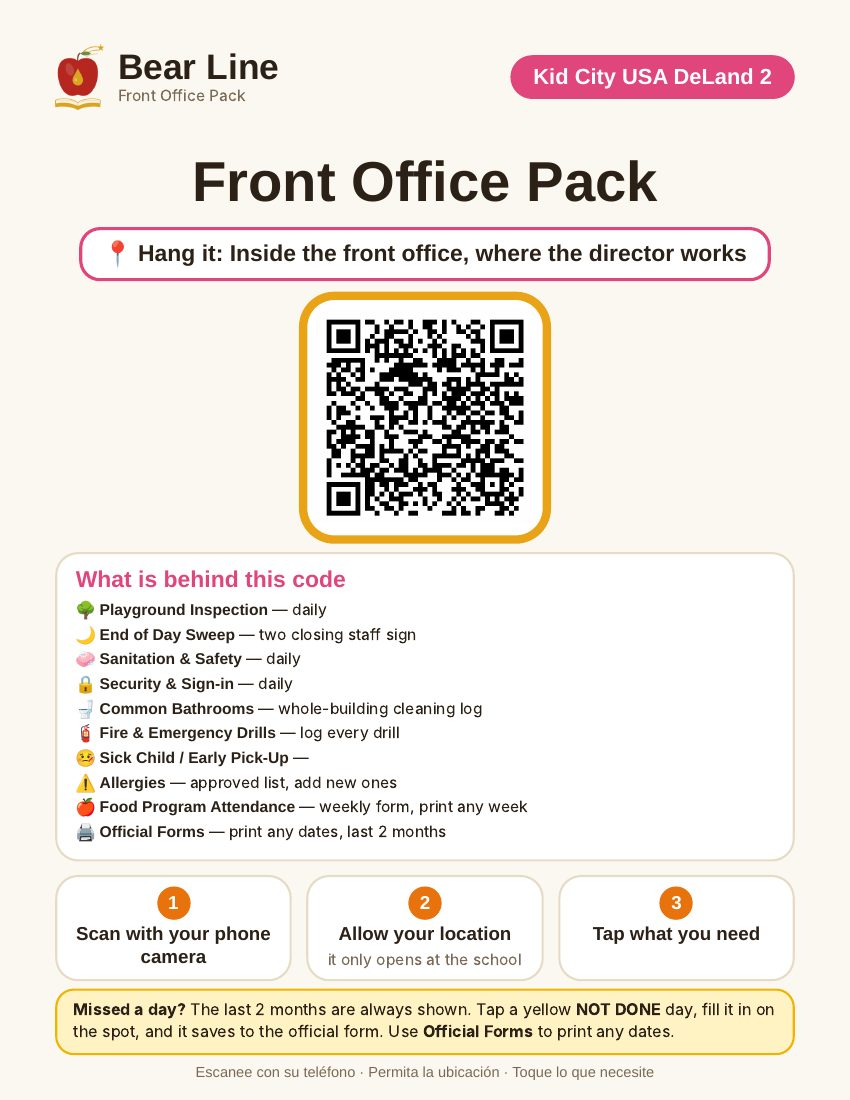 Bear Line
Front Office Pack
Kid City USA DeLand 2
Front Office Pack
📍 Hang it: Inside the front office, where the director works
What is behind this code
🌳 Playground Inspection — daily
🌙 End of Day Sweep — two closing staff sign
🧼 Sanitation & Safety — daily
🔒 Security & Sign-in — daily
🚽 Common Bathrooms — whole-building cleaning log
🧯 Fire & Emergency Drills — log every drill
🤒 Sick Child / Early Pick-Up —
⚠️ Allergies — approved list, add new ones
🍎 Food Program Attendance — weekly form, print any week
🖨️ Official Forms — print any dates, last 2 months
1
Scan with your phone
camera
2
Allow your location
it only opens at the school
3
Tap what you need
Missed a day? The last 2 months are always shown. Tap a yellow NOT DONE day, fill it in on
the spot, and it saves to the official form. Use Official Forms to print any dates.
Escanee con su teléfono · Permita la ubicación · Toque lo que necesite